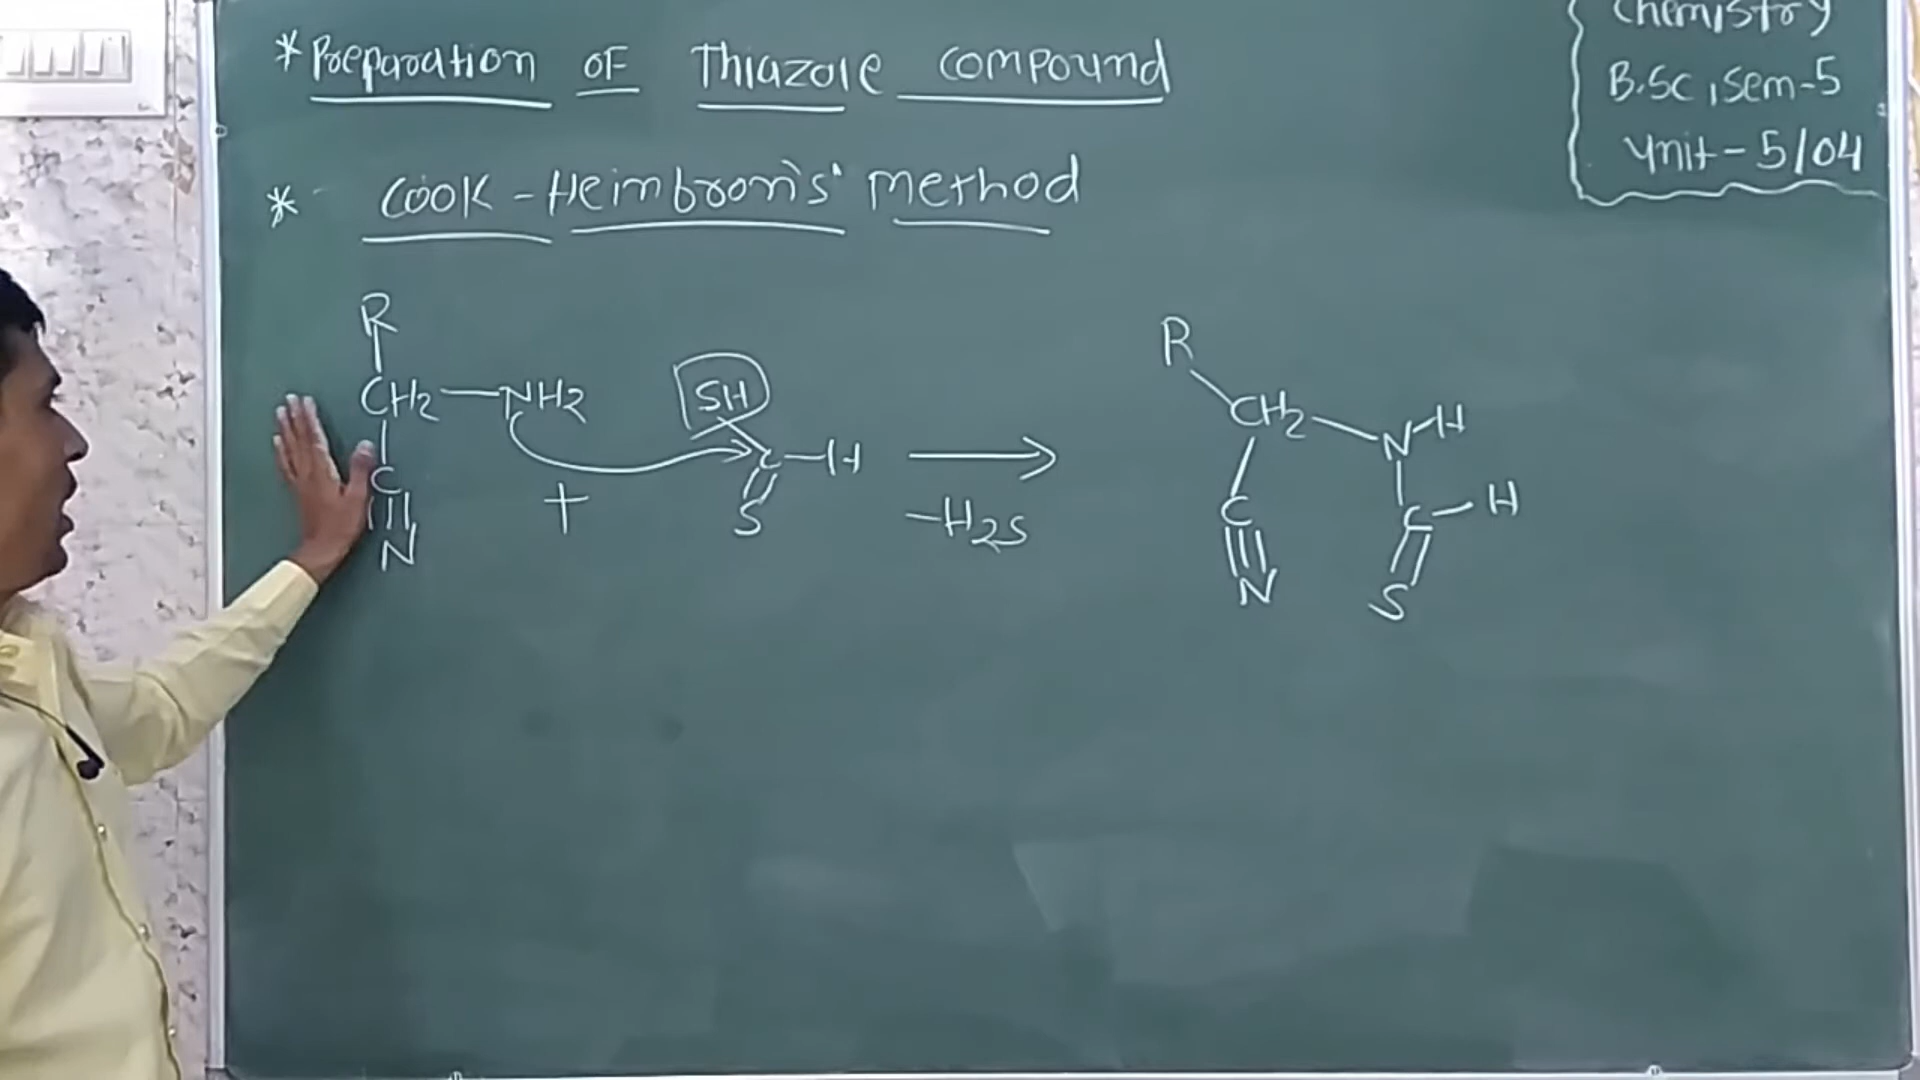 *Preparation of Thiazole compound
Chemistry
B.Sc, Sem-5
Unit - 5/04
* Cook-Heimbron's' method
R
CH2—NH2
C
N
+
SH
C—H
S
→
-H2S
R
CH2
N-H
C
N
C—H
S